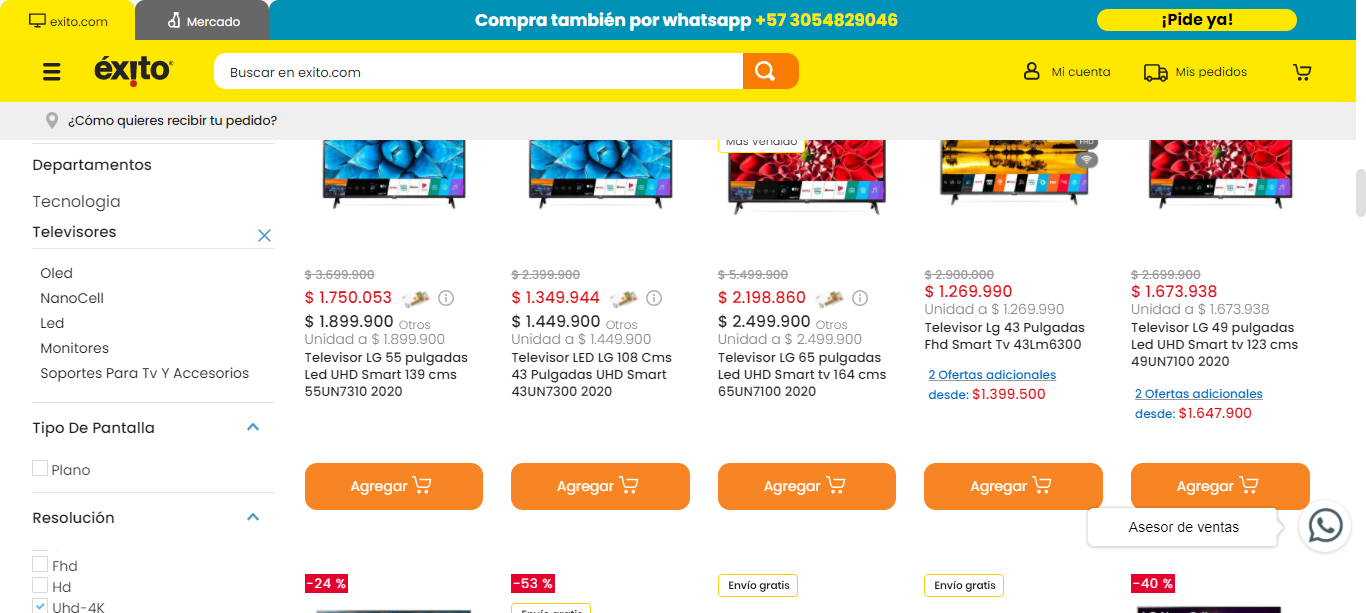 exito.com
Mercado
Compra también por whatsapp +57 3054829046
¡Pide ya!
éxito
Buscar en exito.com
Mi cuenta
Mis pedidos
¿Cómo quieres recibir tu pedido?
Departamentos
Tecnologia
Televisores
Oled
NanoCell
Led
Monitores
Soportes Para Tv Y Accesorios
Tipo De Pantalla
Plano
Resolución
Fhd
Hd
Uhd-4K
$ 3.699.900
$ 1.750.053
$ 1.899.900 Otros
Unidad a $ 1.899.900
Televisor LG 55 pulgadas
Led UHD Smart 139 cms
55UN7310 2020
Agregar
$ 2.399.900
$ 1.349.944
$ 1.449.900 Otros
Unidad a $ 1.449.900
Televisor LED LG 108 Cms
43 Pulgadas UHD Smart
43UN7300 2020
Agregar
Más vendido
$ 5.499.900
$ 2.198.860
$ 2.499.900 Otros
Unidad a $ 2.499.900
Televisor LG 65 pulgadas
Led UHD Smart tv 164 cms
65UN7100 2020
Agregar
FHD
$ 2.900.000
$ 1.269.990
Unidad a $ 1.269.990
Televisor Lg 43 Pulgadas
Fhd Smart Tv 43Lm6300
2 Ofertas adicionales
desde: $1.399.500
Agregar
$ 2.699.900
$ 1.673.938
Unidad a $ 1.673.938
Televisor LG 49 pulgadas
Led UHD Smart tv 123 cms
49UN7100 2020
2 Ofertas adicionales
desde: $1.647.900
Agregar
Asesor de ventas
-24 %
-53 %
Envío gratis
Envío gratis
Envío gratis
-40 %